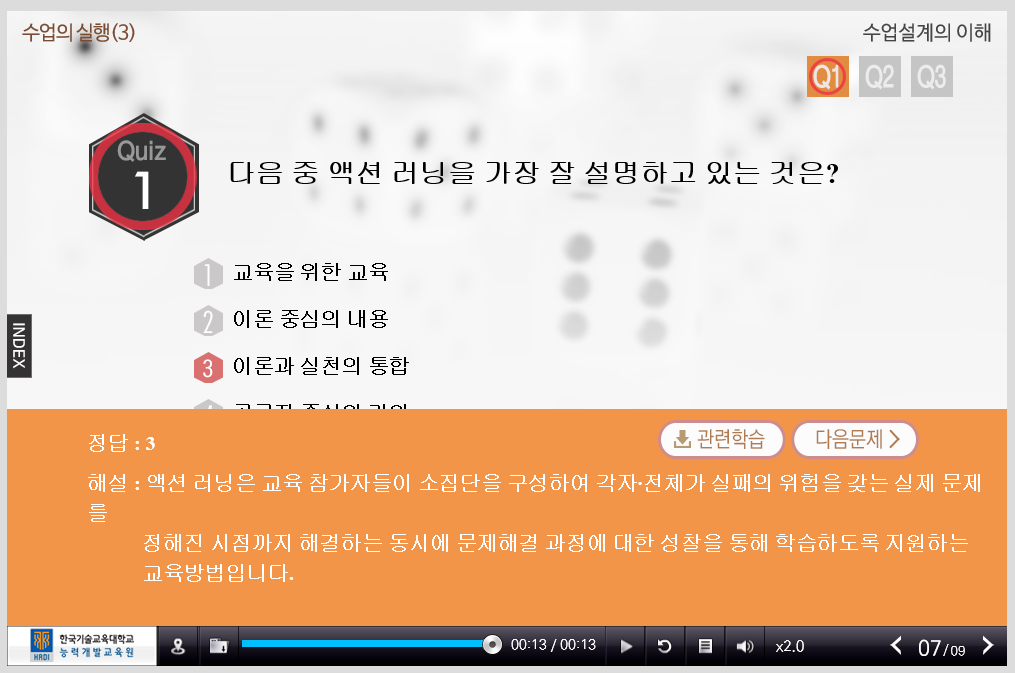 수업의 실행(3)
수업설계의 이해
Q1 Q2 Q3
Quiz
1
다음 중 액션 러닝을 가장 잘 설명하고 있는 것은?
1 교육을 위한 교육
2 이론 중심의 내용
3 이론과 실천의 통합
INDEX
정답 : 3
관련학습
다음문제
해설 : 액션 러닝은 교육 참가자들이 소집단을 구성하여 각자·전체가 실패의 위험을 갖는 실제 문제
를
정해진 시점까지 해결하는 동시에 문제해결 과정에 대한 성찰을 통해 학습하도록 지원하는
교육방법입니다.
한국기술교육대학교
능력개발교육원
HRDI
00:13 / 00:13
x2.0
07/09